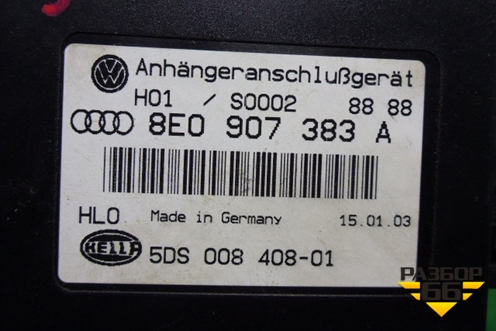 Anhängeranschlußgerät
H01 / S0002 88 88
8E0 907 383 A
HLO Made in Germany 15.01.03
HELLA 5DS 008 408-01
РАЗБОР
66